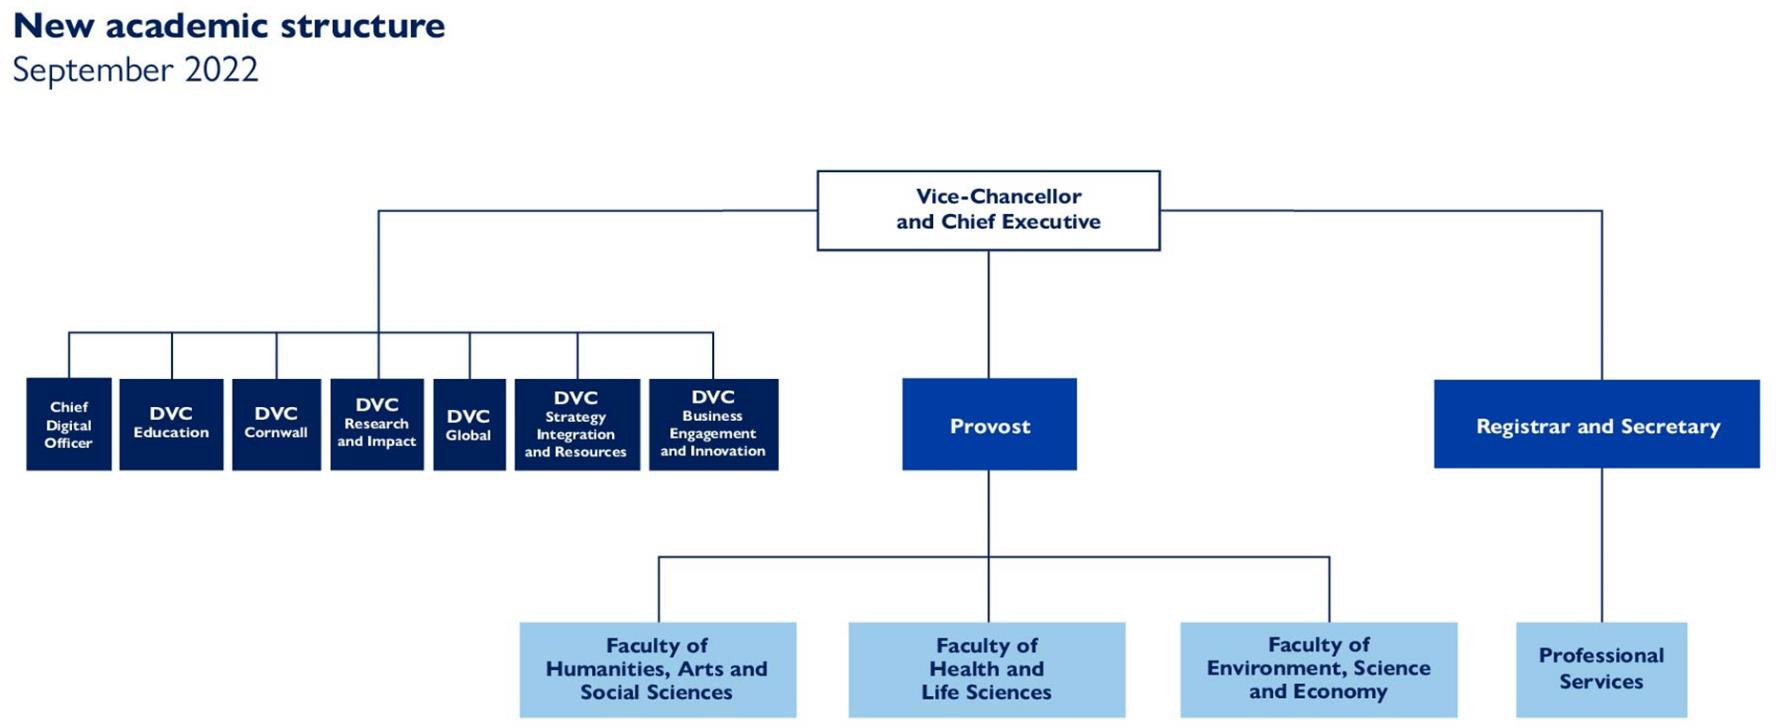 New academic structure
September 2022
Vice-Chancellor
and Chief Executive
Chief
Digital
Officer
DVC
Education
DVC
Cornwall
DVC
Research
and Impact
DVC
Global
DVC
Strategy
Integration
and Resources
DVC
Business
Engagement
and Innovation
Provost
Registrar and Secretary
Faculty of
Humanities, Arts and
Social Sciences
Faculty of
Health and
Life Sciences
Faculty of
Environment, Science
and Economy
Professional
Services